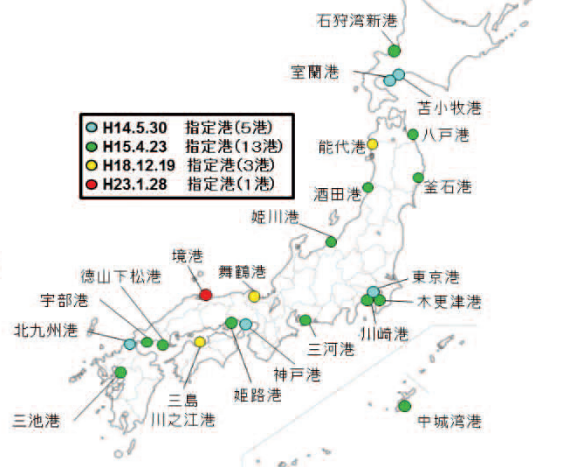 石狩湾新港
室蘭港
苫小牧港
H14.5.30 指定港(5港)
H15.4.23 指定港(13港)
H18.12.19 指定港(3港)
H23.1.28 指定港(1港)
八戸港
能代港
釜石港
酒田港
姫川港
境港
舞鶴港
東京港
徳山下松港
木更津港
宇部港
北九州港
川崎港
三河港
神戸港
姫路港
三島
川之江港
三池港
中城湾港